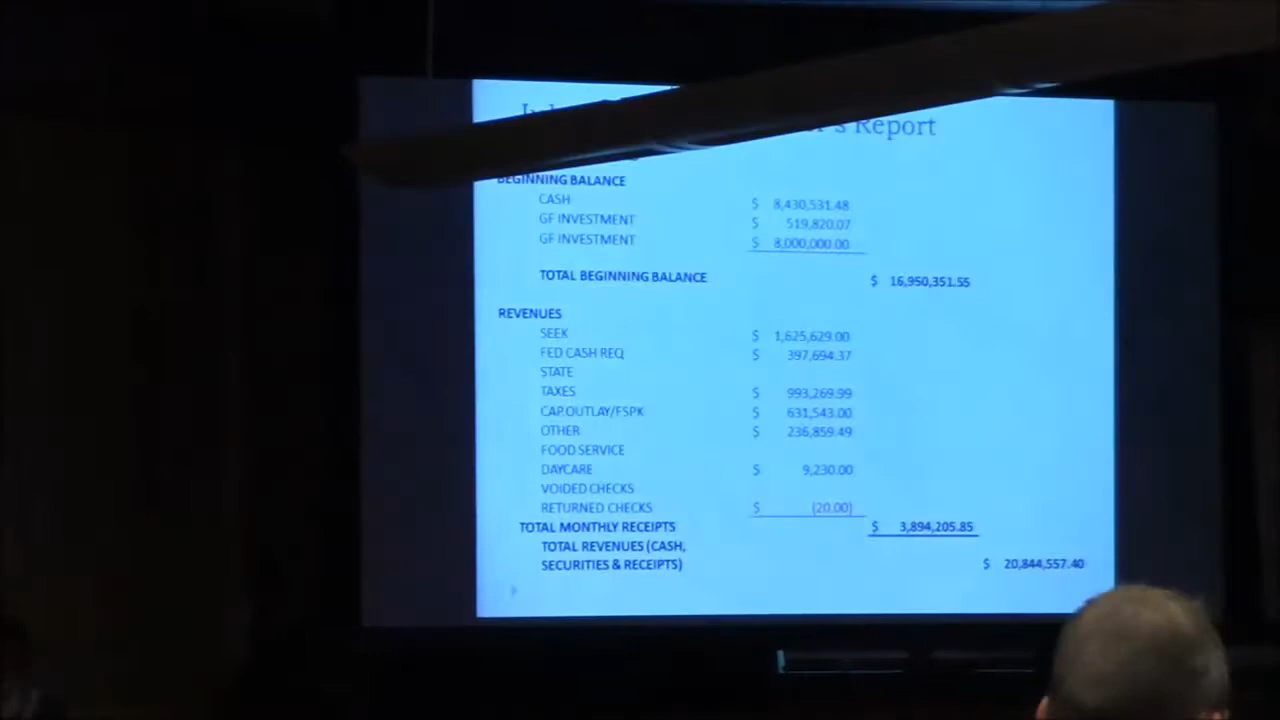 Report
BEGINNING BALANCE
CASH $ 8,430,531.48
GF INVESTMENT $ 519,820.07
GF INVESTMENT $ 8,000,000.00
TOTAL BEGINNING BALANCE $ 16,950,351.55
REVENUES
SEEK $ 1,625,629.00
FED CASH REQ $ 397,694.37
STATE
TAXES $ 993,269.99
CAP.OUTLAY/FSPK $ 631,543.00
OTHER $ 236,859.49
FOOD SERVICE
DAYCARE $ 9,230.00
VOIDED CHECKS
RETURNED CHECKS $ (20.00)
TOTAL MONTHLY RECEIPTS $ 3,894,205.85
TOTAL REVENUES (CASH,
SECURITIES & RECEIPTS) $ 20,844,557.40